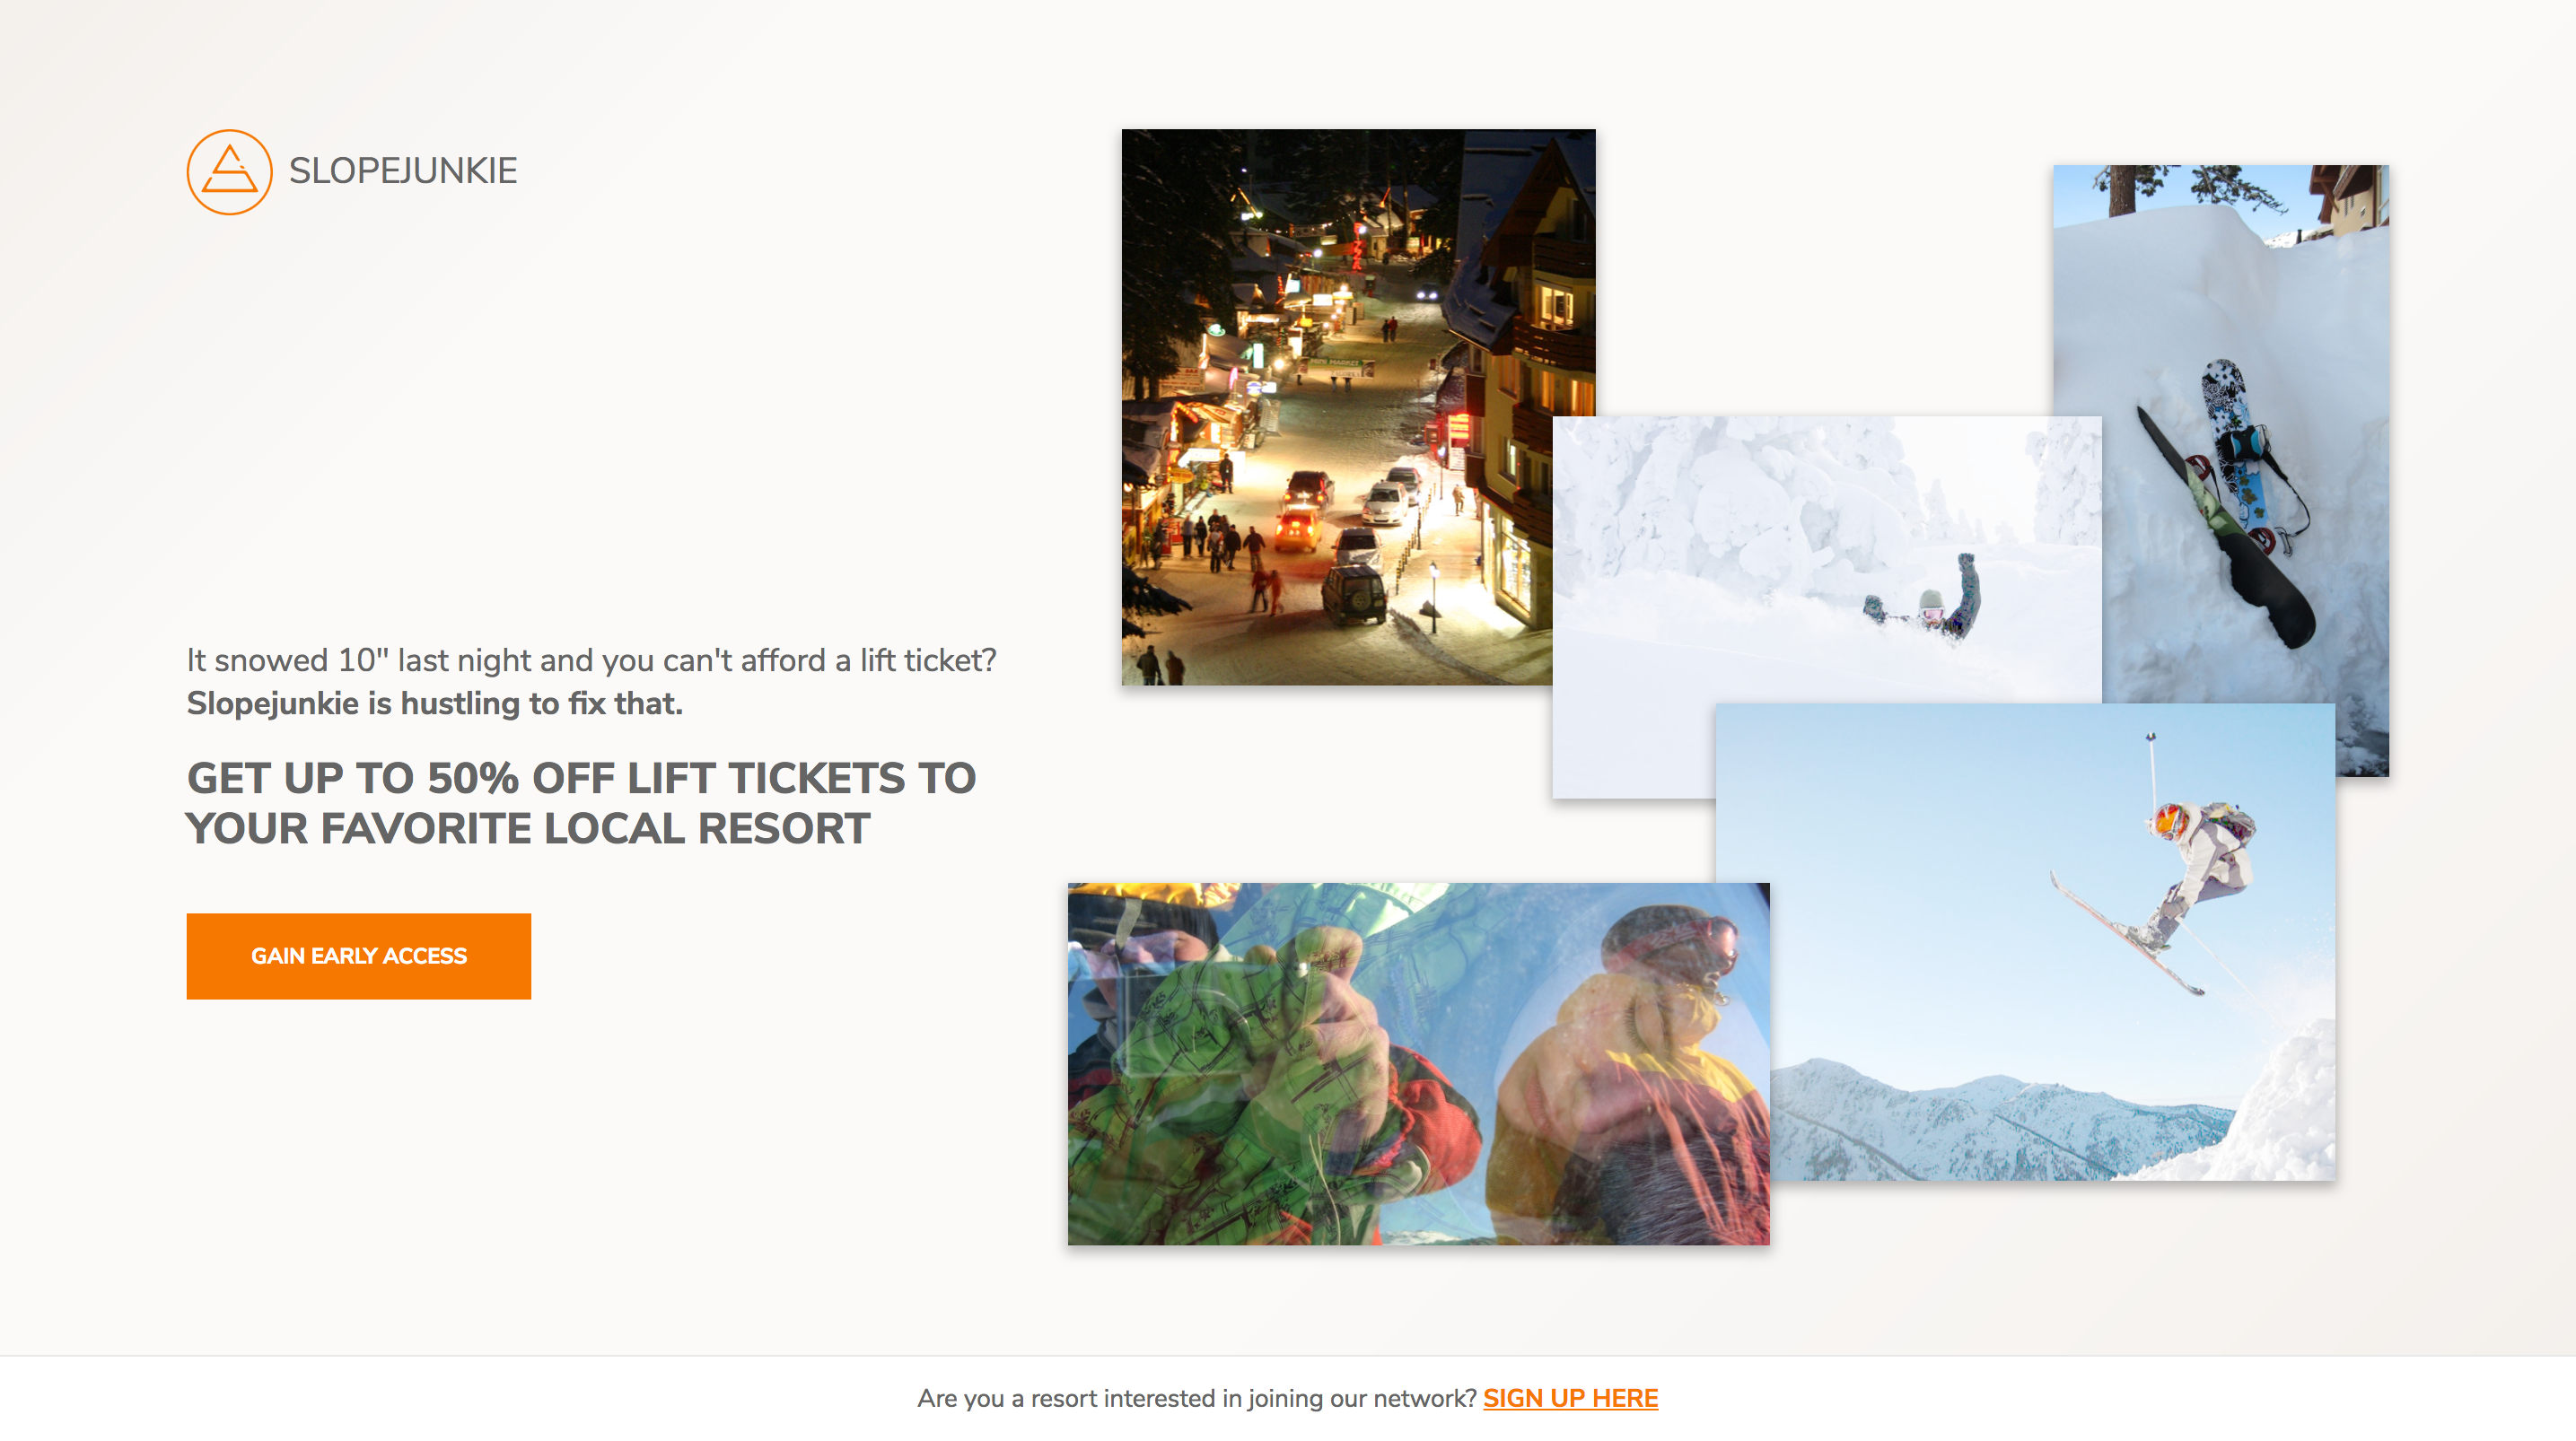 SLOPEJUNKIE
It snowed 10" last night and you can't afford a lift ticket?
Slopejunkie is hustling to fix that.
GET UP TO 50% OFF LIFT TICKETS TO
YOUR FAVORITE LOCAL RESORT
GAIN EARLY ACCESS
MINI MARKET
Are you a resort interested in joining our network? SIGN UP HERE